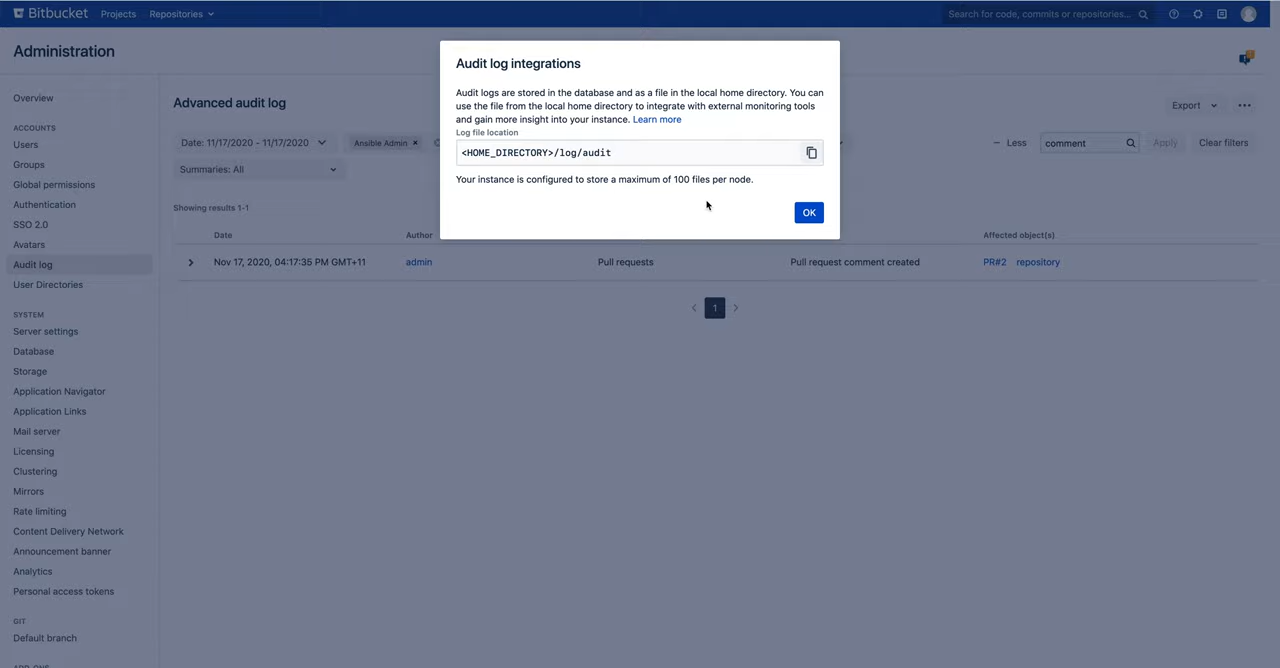 Bitbucket Projects Repositories Search for code, commits or repositories...
Administration
Audit log integrations
Audit logs are stored in the database and as a file in the local home directory. You can
use the file from the local home directory to integrate with external monitoring tools
and gain more insight into your instance. Learn more
Log file location
<HOME_DIRECTORY>/log/audit
Your instance is configured to store a maximum of 100 files per node.
OK
Overview
ACCOUNTS
Users
Groups
Global permissions
Authentication
SSO 2.0
Avatars
Audit log
User Directories
SYSTEM
Server settings
Database
Storage
Application Navigator
Application Links
Mail server
Licensing
Clustering
Mirrors
Rate limiting
Content Delivery Network
Announcement banner
Analytics
Personal access tokens
GIT
Default branch
Advanced audit log Export
Date: 11/17/2020 - 11/17/2020 Ansible Admin × Less comment Apply Clear filters
Summaries: All
Showing results 1-1
Date Author Affected object(s)
Nov 17, 2020, 04:17:35 PM GMT+11 admin Pull requests Pull request comment created PR#2 repository
1